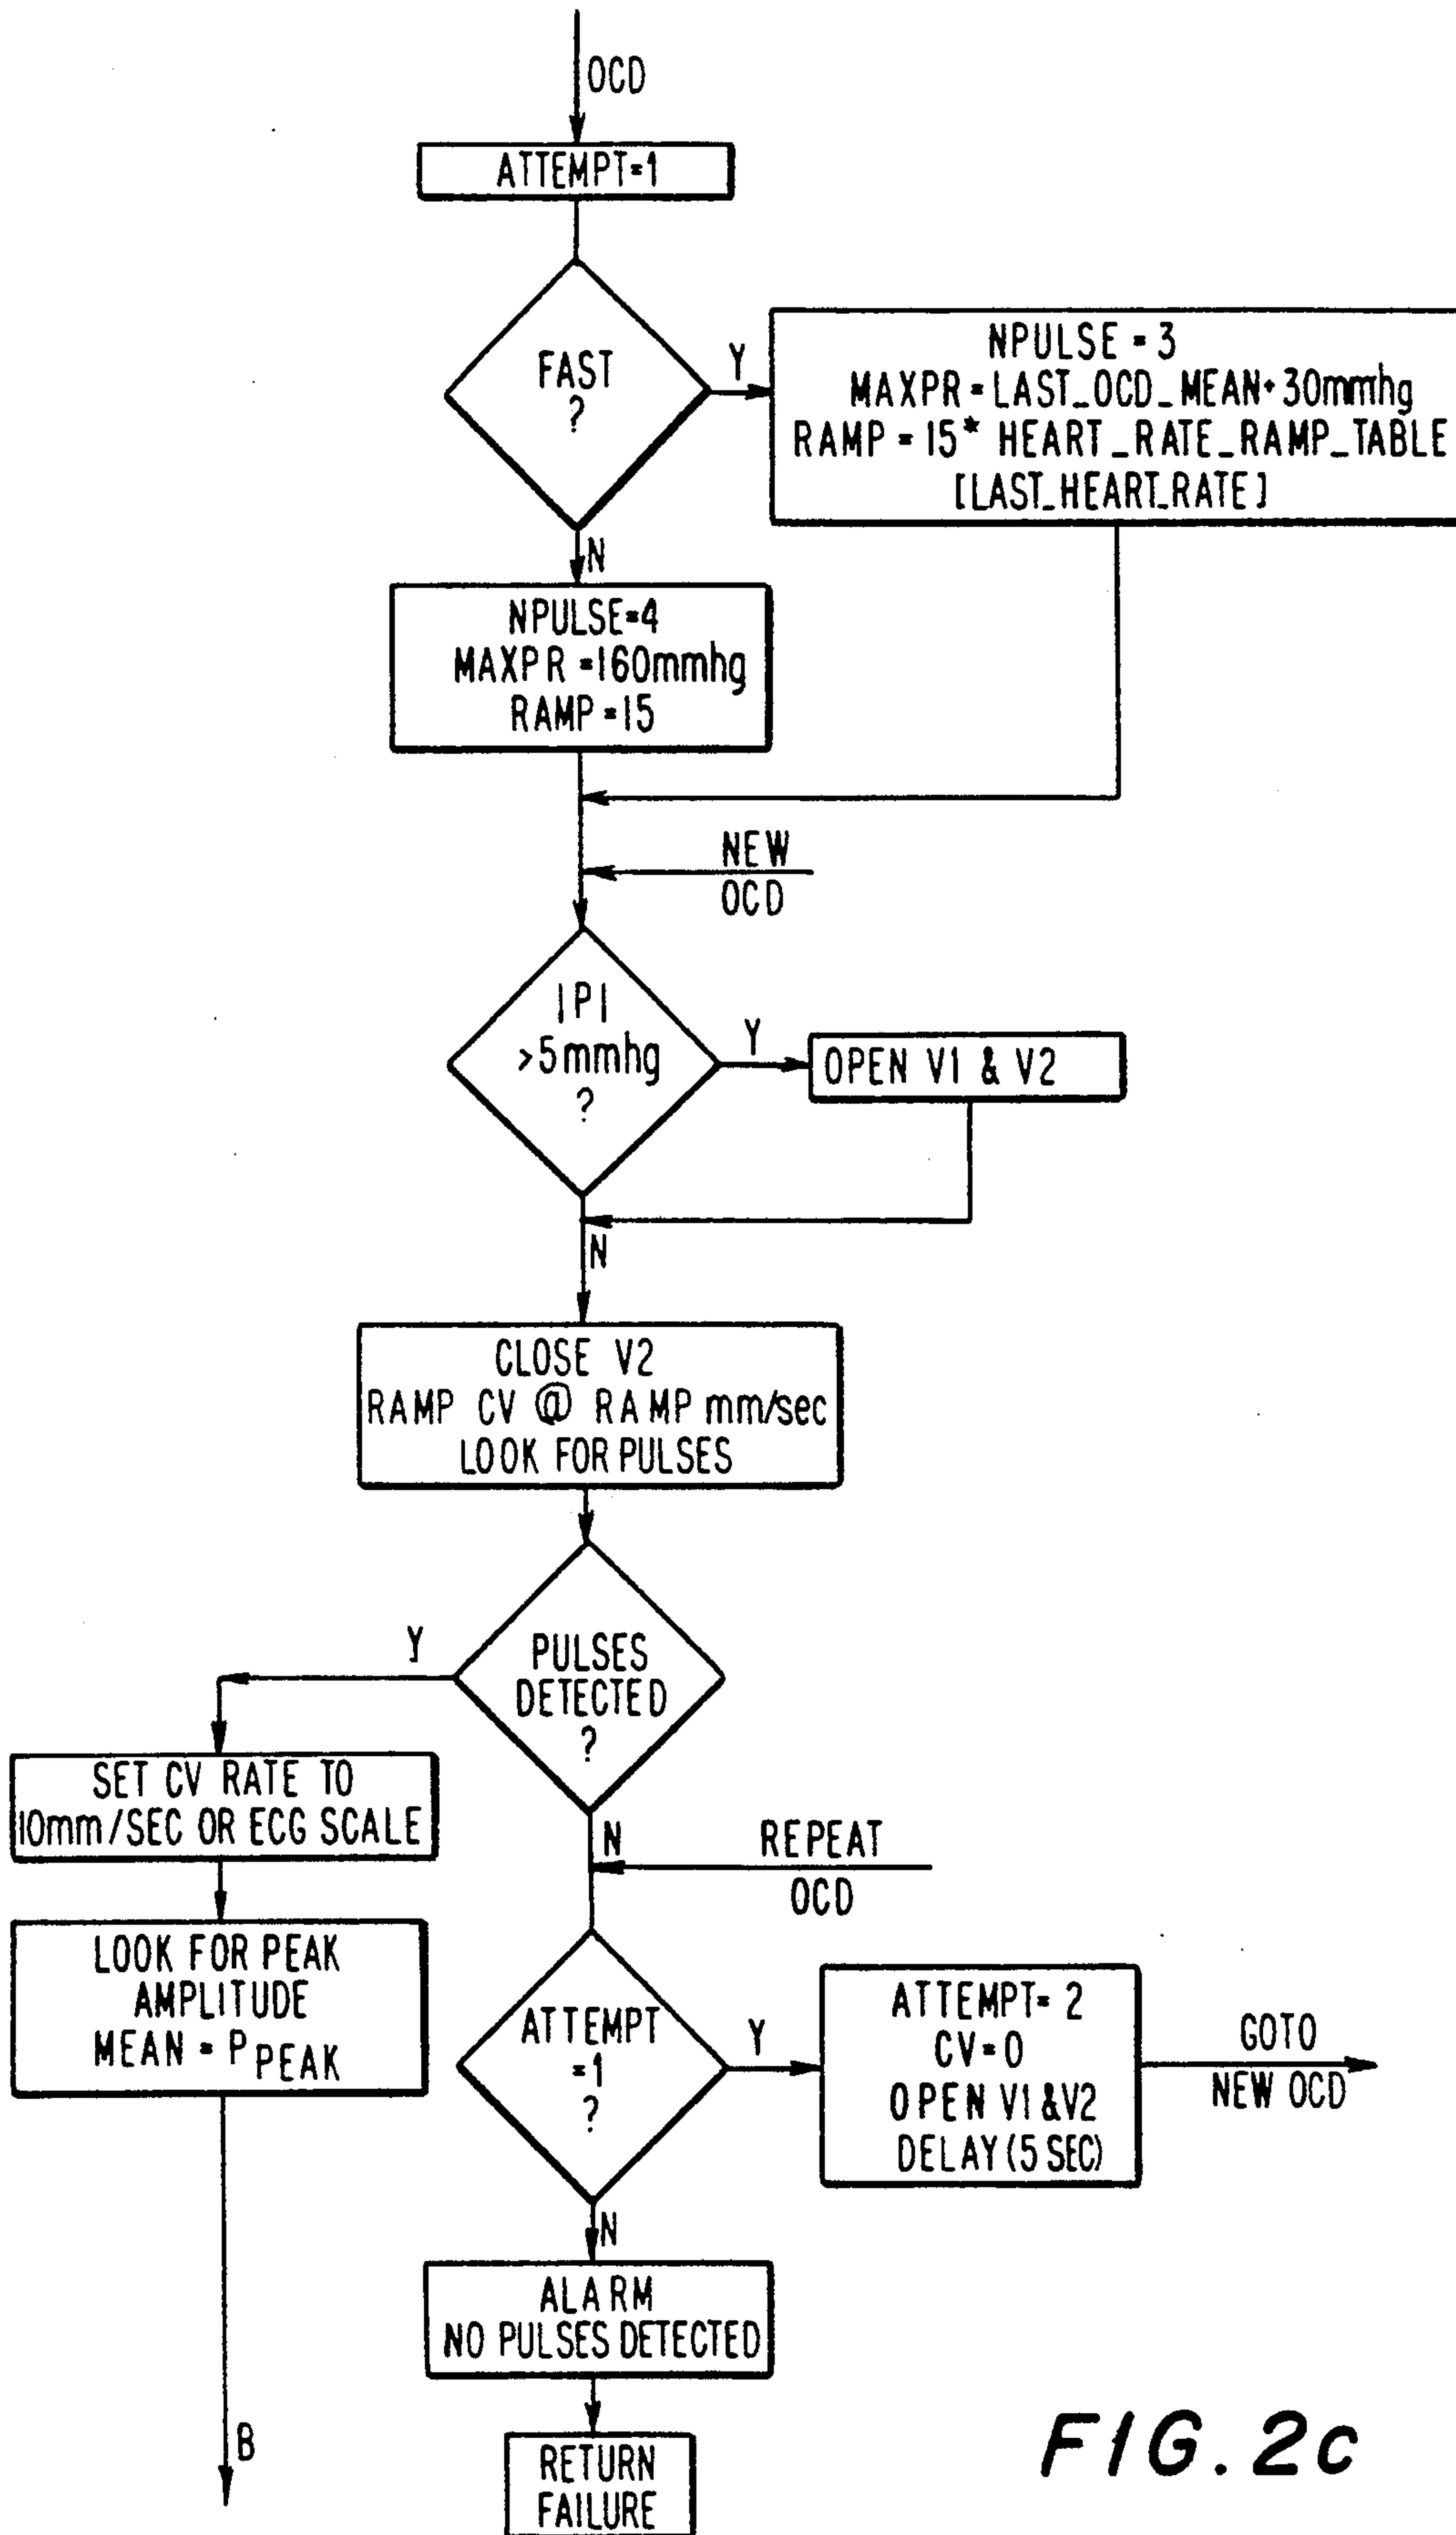 OCD
ATTEMPT=1
FAST
?
Y
NPULSE = 3
MAXPR = LAST_OCD_MEAN+30mmhg
RAMP = 15* HEART_RATE_RAMP_TABLE
[LAST_HEART_RATE]
N
NPULSE=4
MAXPR=160mmhg
RAMP=15
NEW
OCD
|P|
>5mmhg
?
Y
OPEN V1 & V2
N
CLOSE V2
RAMP CV @ RAMP mm/sec
LOOK FOR PULSES
PULSES
DETECTED
?
Y
SET CV RATE TO
10mm/SEC OR ECG SCALE
LOOK FOR PEAK
AMPLITUDE
MEAN = P PEAK
B
N
REPEAT
OCD
ATTEMPT
=1
?
Y
ATTEMPT= 2
CV=0
OPEN V1&V2
DELAY(5 SEC)
GOTO
NEW OCD
N
ALARM
NO PULSES DETECTED
RETURN
FAILURE
FIG. 2c